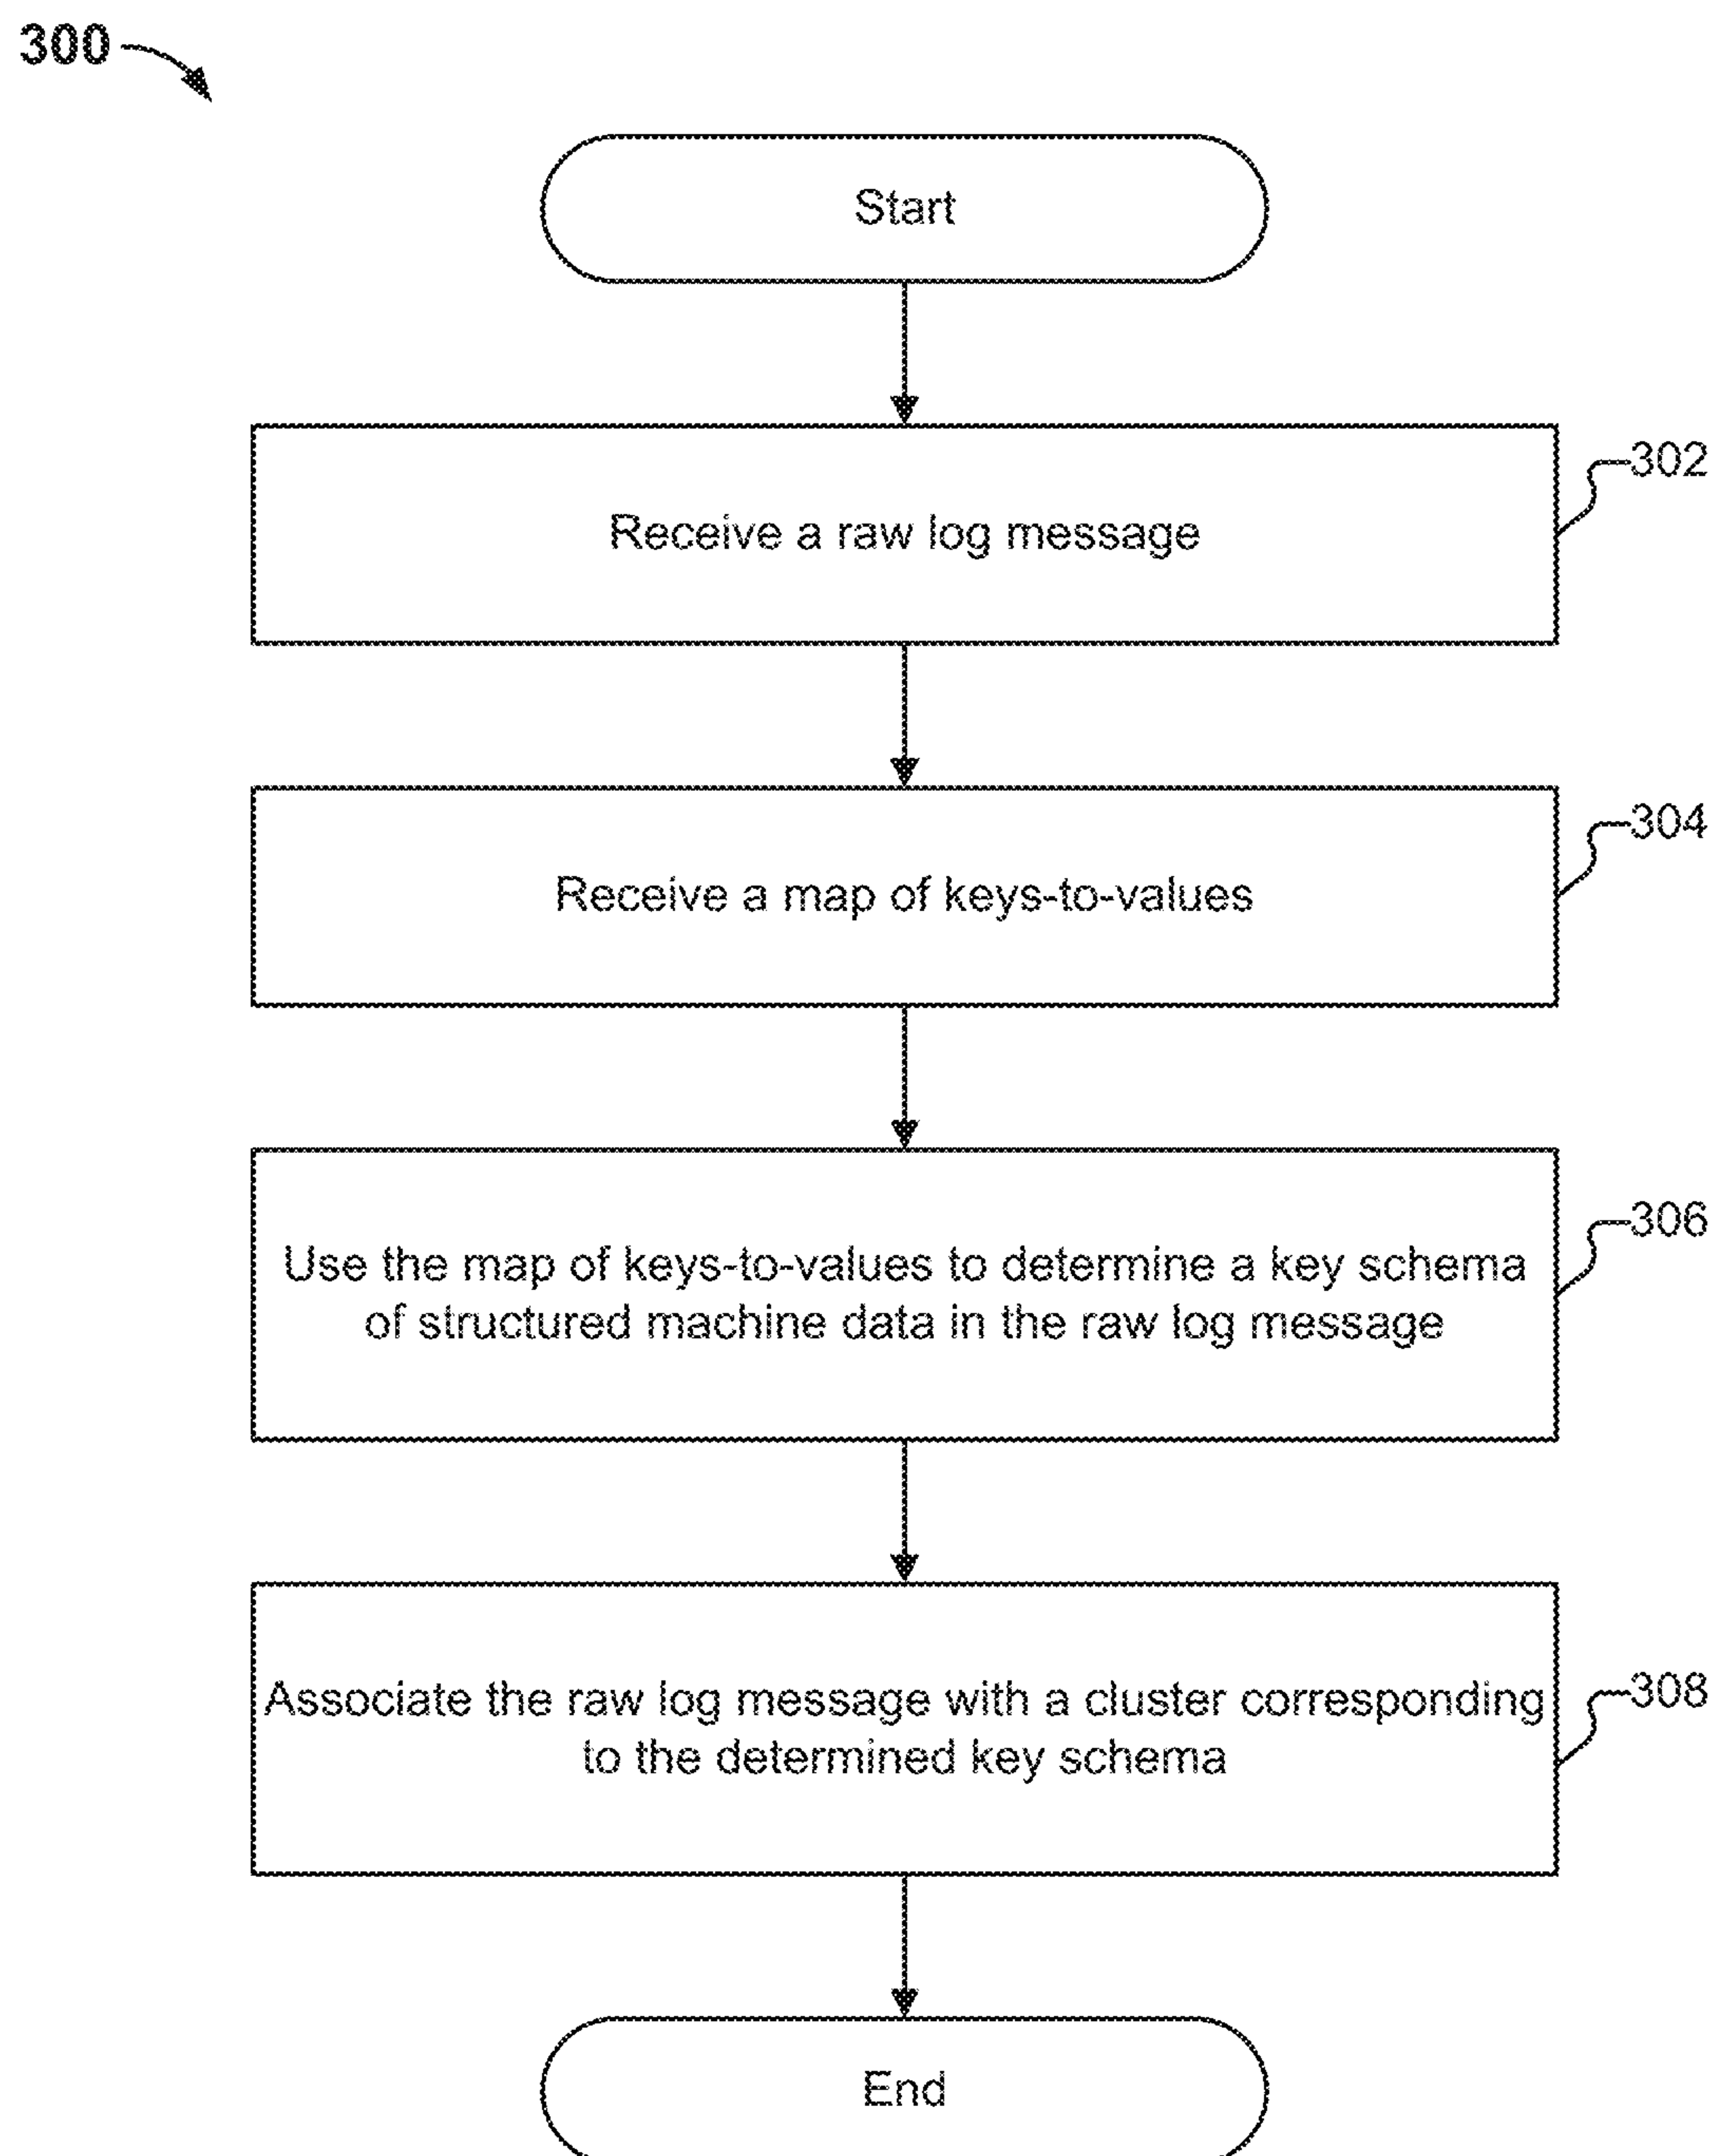 300
Start
Receive a raw log message
302
Receive a map of keys-to-values
304
Use the map of keys-to-values to determine a key schema
of structured machine data in the raw log message
306
Associate the raw log message with a cluster corresponding
to the determined key schema
308
End